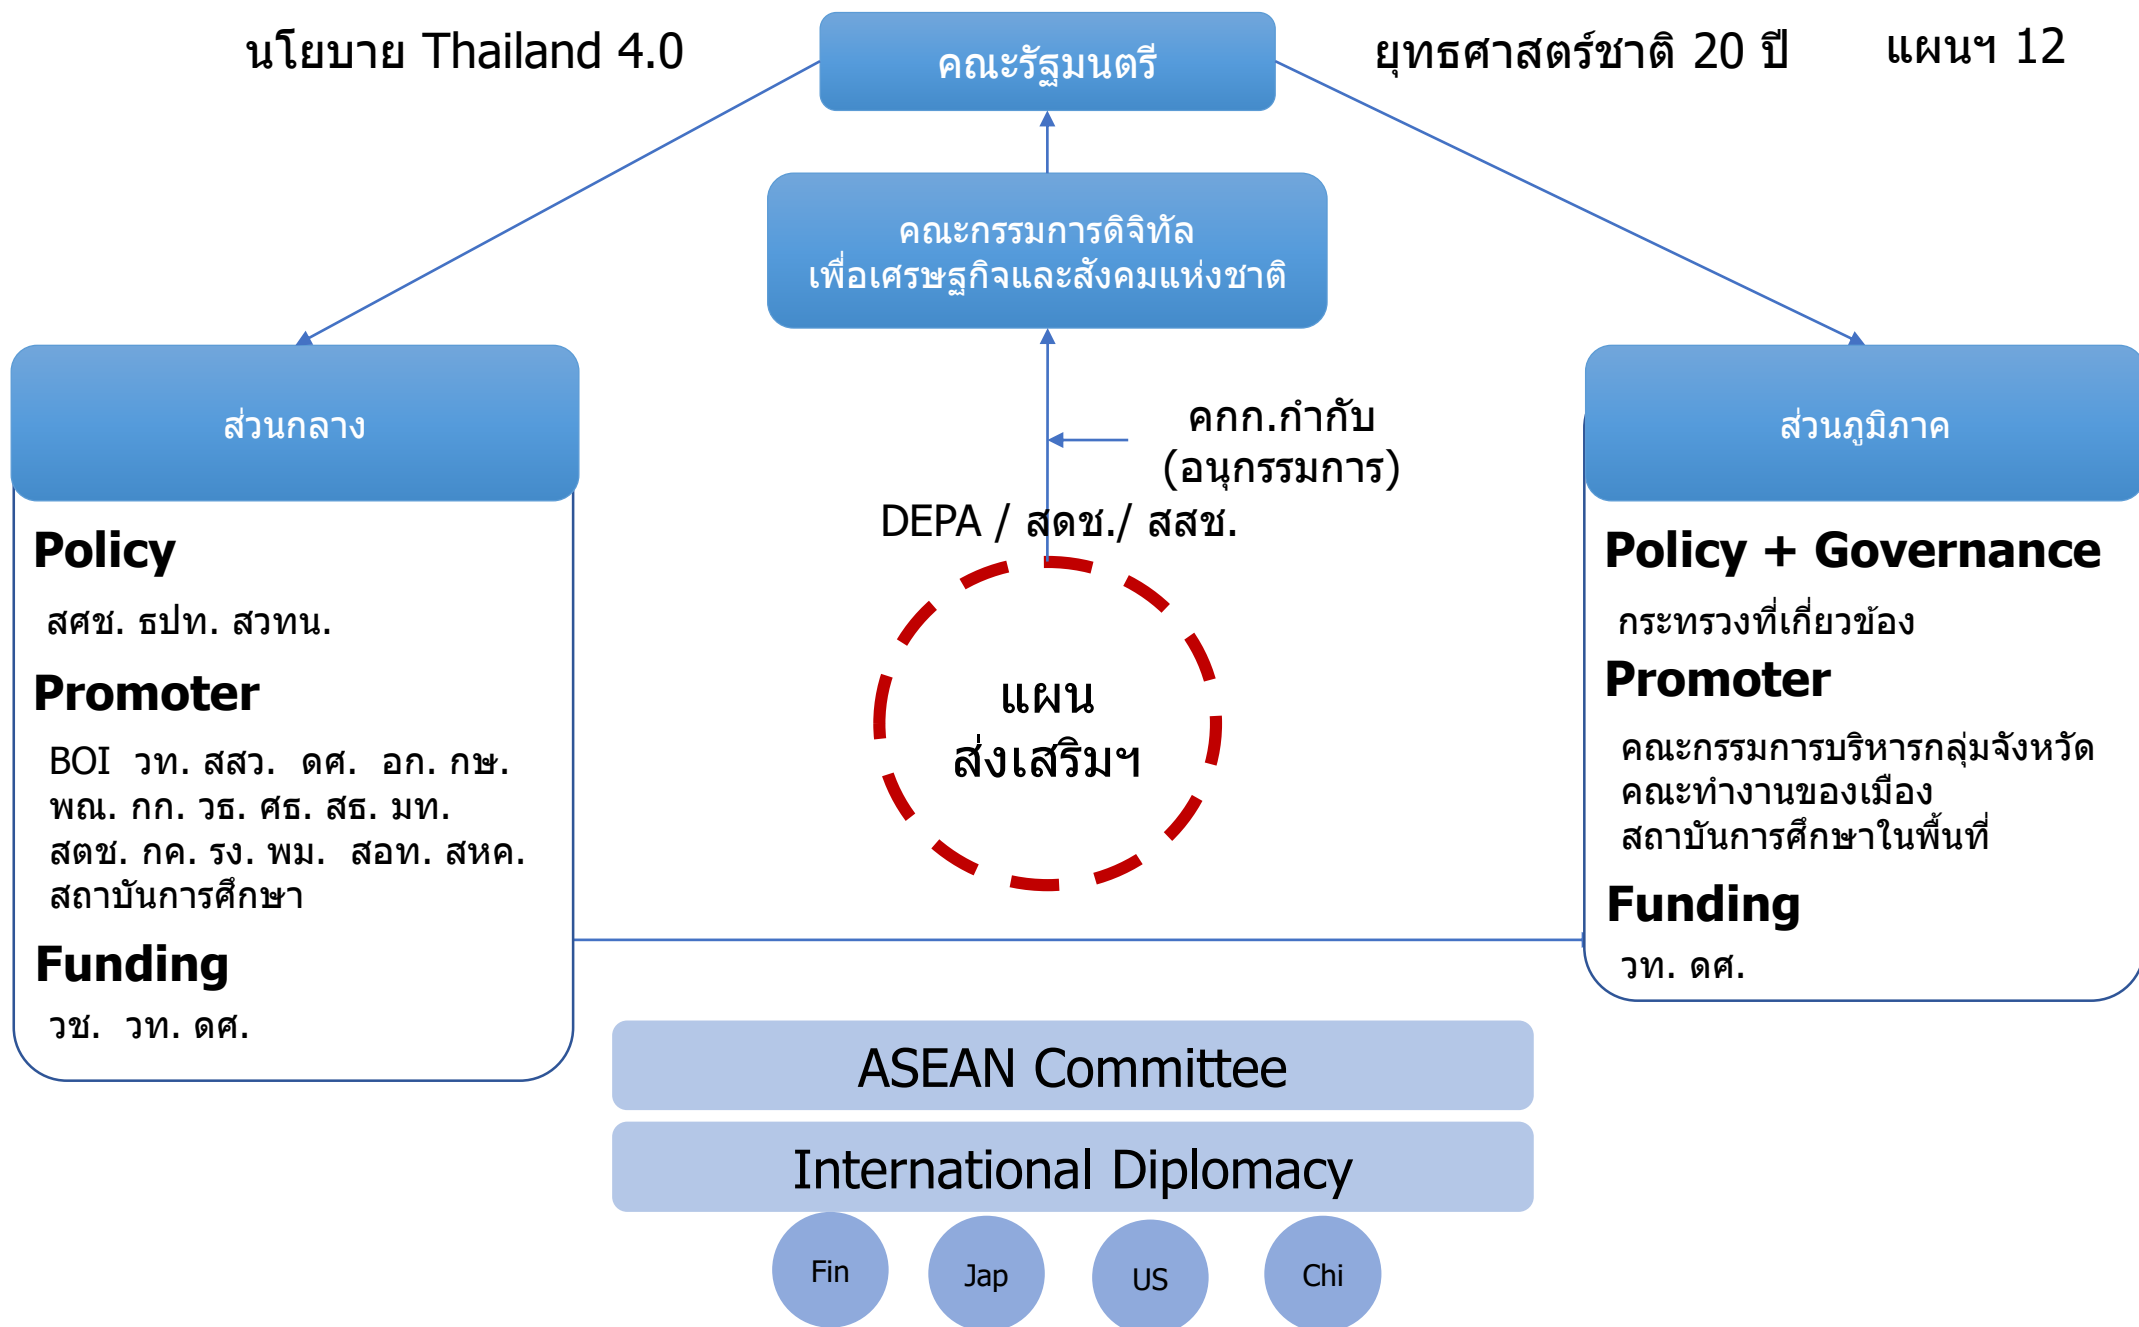 นโยบาย Thailand 4.0
คณะรัฐมนตรี
ยุทธศาสตร์ชาติ 20 ปี
แผนฯ 12
คณะกรรมการดิจิทัล
เพื่อเศรษฐกิจและสังคมแห่งชาติ
ส่วนกลาง
Policy
สศช. ธปท. สวทน.
Promoter
BOI วท. สสว. ดศ. อก. กษ.
พณ. กก. วธ. ศธ. สธ. มท.
สตช. กค. รง. พม. สอท. สหค.
สถาบันการศึกษา
Funding
วช. วท. ดศ.
คกก.กำกับ
(อนุกรรมการ)
DEPA / สดช./ สสช.
แผน
ส่งเสริมฯ
ส่วนภูมิภาค
Policy + Governance
กระทรวงที่เกี่ยวข้อง
Promoter
คณะกรรมการบริหารกลุ่มจังหวัด
คณะทำงานของเมือง
สถาบันการศึกษาในพื้นที่
Funding
วท. ดศ.
ASEAN Committee
International Diplomacy
Fin
Jap
US
Chi